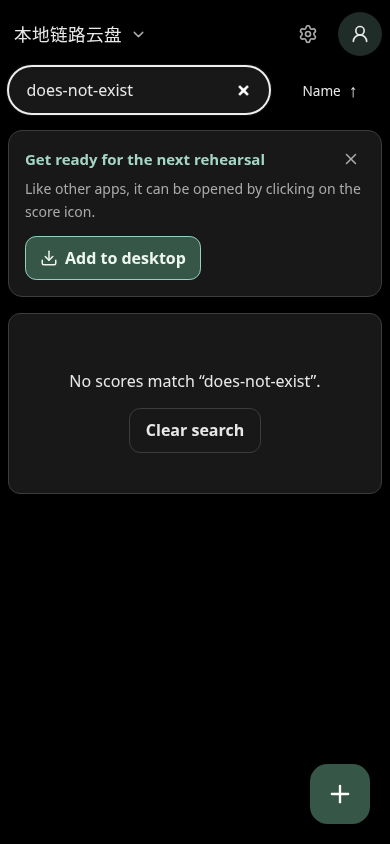 本地链路云盘
does-not-exist
Name ↑
Get ready for the next rehearsal
Like other apps, it can be opened by clicking on the
score icon.
Add to desktop
No scores match “does-not-exist”.
Clear search